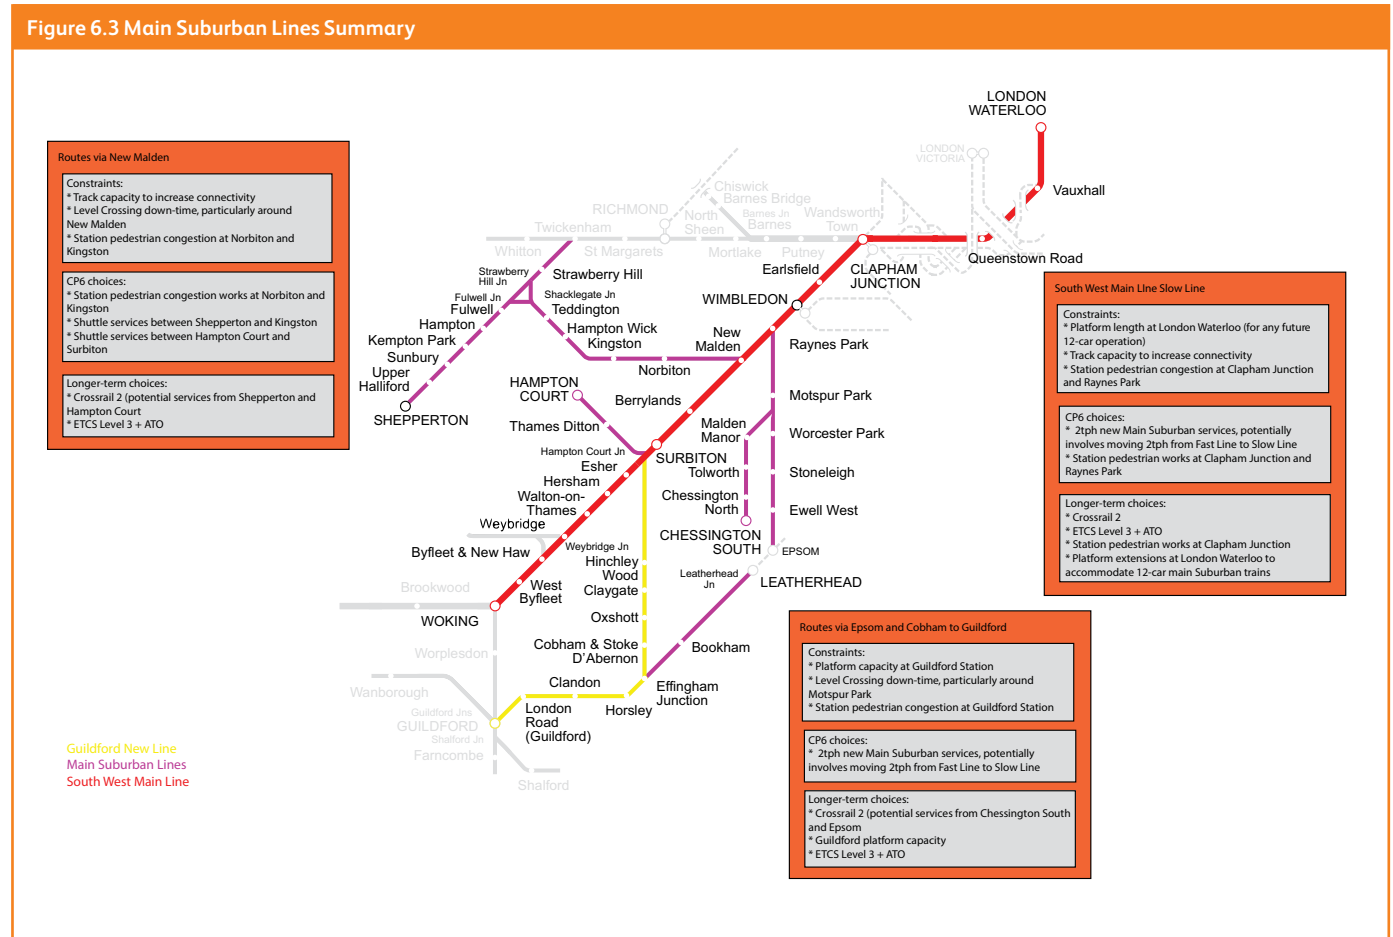 Figure 6.3 Main Suburban Lines Summary
LONDON
WATERLOO
LONDON
VICTORIA
Vauxhall
Queenstown Road
CLAPHAM
JUNCTION
Chiswick
Barnes Bridge
Barnes Jn
Barnes
Wandsworth
Town
RICHMOND
North
Sheen
Twickenham
Whitton
St Margarets
Mortlake
Putney
Earlsfield
WIMBLEDON
Raynes Park
New
Malden
Strawberry
Hill Jn
Strawberry Hill
Shacklegate Jn
Teddington
Fulwell Jn
Fulwell
Hampton
Kempton Park
Sunbury
Upper
Halliford
SHEPPERTON
Hampton Wick
Kingston
Norbiton
HAMPTON
COURT
Thames Ditton
Hampton Court Jn
Berrylands
SURBITON
Motspur Park
Malden
Manor
Worcester Park
Tolworth
Stoneleigh
Chessington
North
CHESSINGTON
SOUTH
Ewell West
EPSOM
Leatherhead
Jn
LEATHERHEAD
Bookham
Esher
Hersham
Walton-on-
Thames
Weybridge
Weybridge Jn
Byfleet & New Haw
West
Byfleet
Brookwood
WOKING
Hinchley
Wood
Claygate
Oxshott
Cobham & Stoke
D'Abernon
Effingham
Junction
Horsley
Clandon
London
Road
(Guildford)
Worplesdon
Wanborough
Guildford Jns
GUILDFORD
Shalford Jn
Farncombe
Shalford
Guildford New Line
Main Suburban Lines
South West Main Line
Routes via New Malden
Constraints:
* Track capacity to increase connectivity
* Level Crossing down-time, particularly around
New Malden
* Station pedestrian congestion at Norbiton and
Kingston
CP6 choices:
* Station pedestrian congestion works at Norbiton and
Kingston
* Shuttle services between Shepperton and Kingston
* Shuttle services between Hampton Court and
Surbiton
Longer-term choices:
* Crossrail 2 (potential services from Shepperton and
Hampton Court
* ETCS Level 3 + ATO
South West Main LIne Slow Line
Constraints:
* Platform length at London Waterloo (for any future
12-car operation)
* Track capacity to increase connectivity
* Station pedestrian congestion at Clapham Junction
and Raynes Park
CP6 choices:
* 2tph new Main Suburban services, potentially
involves moving 2tph from Fast Line to Slow Line
* Station pedestrian works at Clapham Junction and
Raynes Park
Longer-term choices:
* Crossrail 2
* ETCS Level 3 + ATO
* Station pedestrian works at Clapham Junction
* Platform extensions at London Waterloo to
accommodate 12-car main Suburban trains
Routes via Epsom and Cobham to Guildford
Constraints:
* Platform capacity at Guildford Station
* Level Crossing down-time, particularly around
Motspur Park
* Station pedestrian congestion at Guildford Station
CP6 choices:
* 2tph new Main Suburban services, potentially
involves moving 2tph from Fast Line to Slow Line
Longer-term choices:
* Crossrail 2 (potential services from Chessington South
and Epsom
* Guildford platform capacity
* ETCS Level 3 + ATO